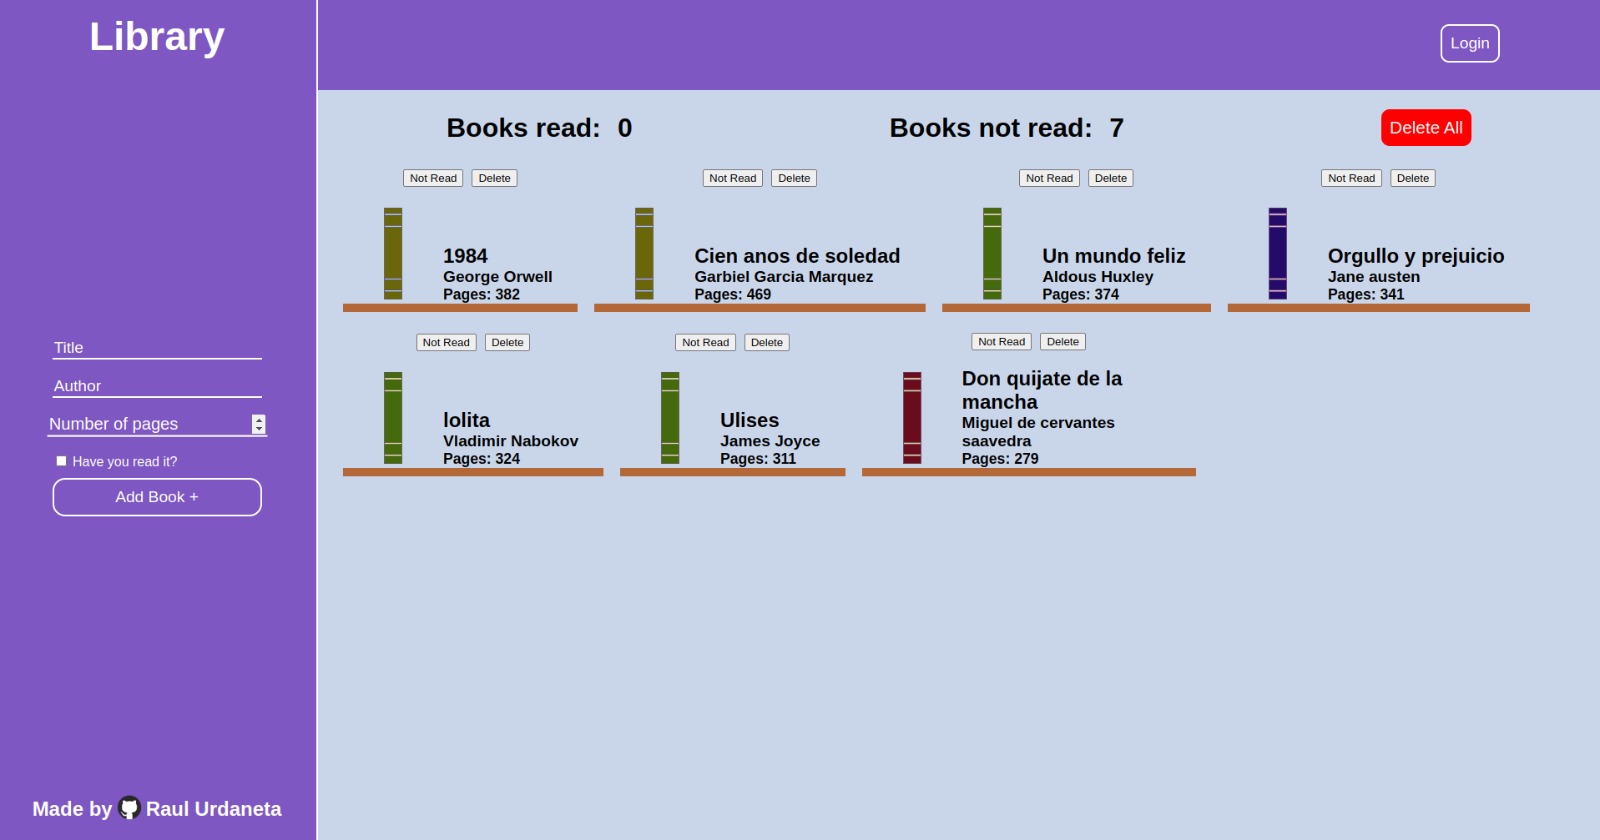 Library
Login
Books read: 0
Books not read: 7
Delete All
Not Read Delete
1984
George Orwell
Pages: 382
Not Read Delete
Cien anos de soledad
Garbiel Garcia Marquez
Pages: 469
Not Read Delete
Un mundo feliz
Aldous Huxley
Pages: 374
Not Read Delete
Orgullo y prejuicio
Jane austen
Pages: 341
Not Read Delete
lolita
Vladimir Nabokov
Pages: 324
Not Read Delete
Ulises
James Joyce
Pages: 311
Not Read Delete
Don quijate de la
mancha
Miguel de cervantes
saavedra
Pages: 279
Title
Author
Number of pages
Have you read it?
Add Book +
Made by Raul Urdaneta